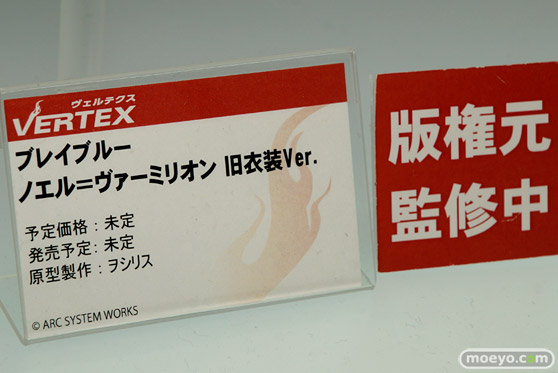 ヴェルテクス
VERTEX
ブレイブルー
ノエル=ヴァーミリオン 旧衣装Ver.
予定価格：未定
発売予定：未定
原型製作：ヲシリス
© ARC SYSTEM WORKS
版権元
監修中
moeyo.com